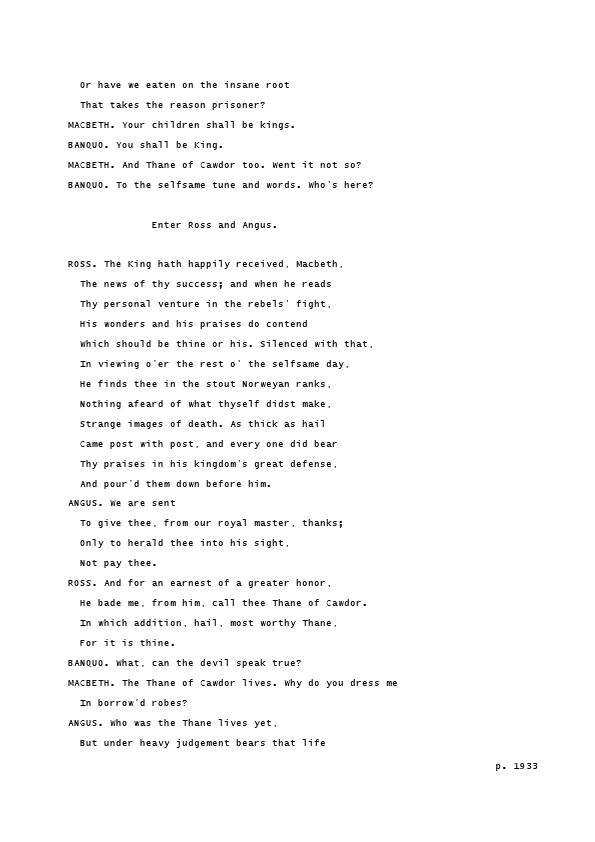 Or have we eaten on the insane root
That takes the reason prisoner?
MACBETH. Your children shall be kings.
BANQUO. You shall be King.
MACBETH. And Thane of Cawdor too. Went it not so?
BANQUO. To the selfsame tune and words. Who's here?
Enter Ross and Angus.
ROSS. The King hath happily received, Macbeth,
The news of thy success; and when he reads
Thy personal venture in the rebels' fight,
His wonders and his praises do contend
Which should be thine or his. Silenced with that,
In viewing o'er the rest o' the selfsame day,
He finds thee in the stout Norweyan ranks,
Nothing afeard of what thyself didst make,
Strange images of death. As thick as hail
Came post with post, and every one did bear
Thy praises in his kingdom's great defense,
And pour'd them down before him.
ANGUS. We are sent
To give thee, from our royal master, thanks;
Only to herald thee into his sight,
Not pay thee.
ROSS. And for an earnest of a greater honor,
He bade me, from him, call thee Thane of Cawdor.
In which addition, hail, most worthy Thane,
For it is thine.
BANQUO. What, can the devil speak true?
MACBETH. The Thane of Cawdor lives. Why do you dress me
In borrow'd robes?
ANGUS. Who was the Thane lives yet,
But under heavy judgement bears that life
p. 1933